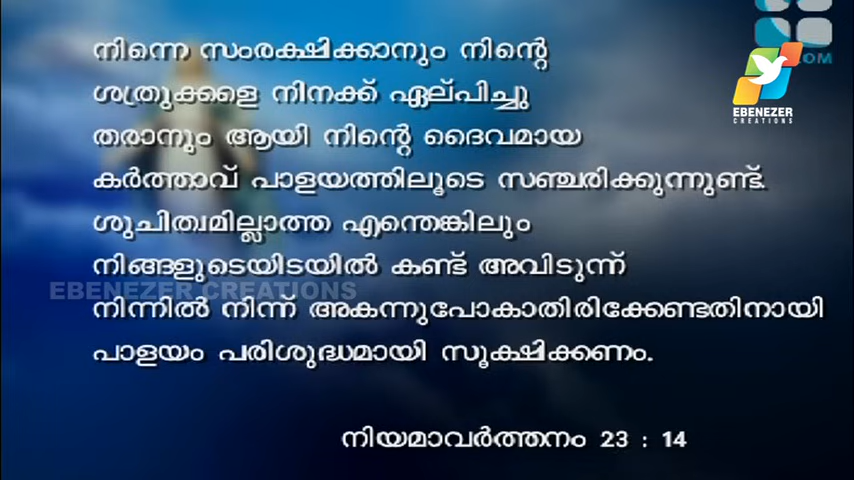 നിന്നെ സംരക്ഷിക്കാനും നിന്റെ
ശത്രുക്കളെ നിനക്ക് ഏല്പിച്ചു
തരാനും ആയി നിന്റെ ദൈവമായ
കർത്താവ് പാളയത്തിലൂടെ സഞ്ചരിക്കുന്നുണ്ട്.
ശുചിത്വമില്ലാത്ത എന്തെങ്കിലും
നിങ്ങളുടെയിടയിൽ കണ്ട് അവിടുന്ന്
നിന്നിൽ നിന്ന് അകന്നുപോകാതിരിക്കേണ്ടതിനായി
പാളയം പരിശുദ്ധമായി സൂക്ഷിക്കണം.
നിയമാവർത്തനം 23 : 14
EBENEZER CREATIONS
EBENEZER
CREATIONS